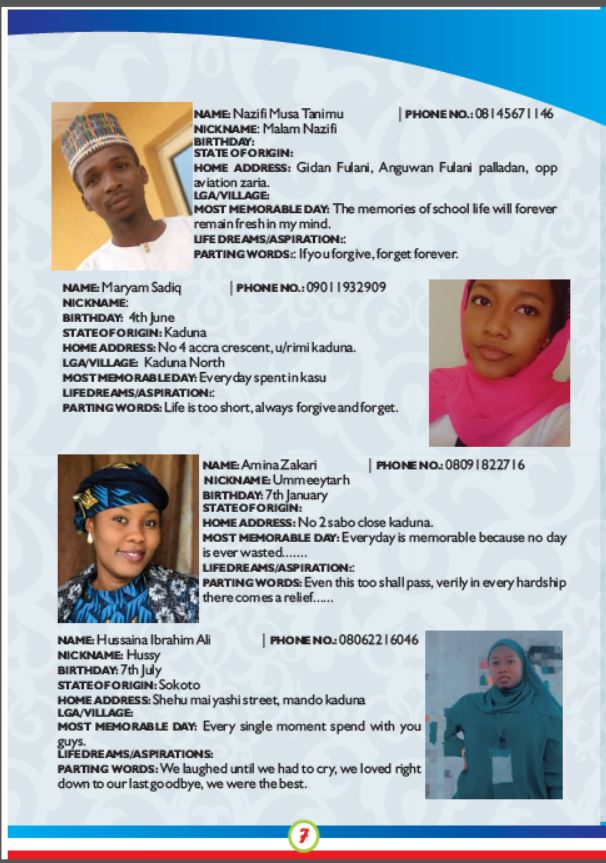 NAME: Nazifi Musa Tanimu | PHONE NO.: 08145671146
NICKNAME: Malam Nazifi
BIRTHDAY:
STATE OF ORIGIN:
HOME ADDRESS: Gidan Fulani, Anguwan Fulani palladan, opp
aviation zaria.
LGA/VILLAGE:
MOST MEMORABLE DAY: The memories of school life will forever
remain fresh in my mind.
LIFE DREAMS/ASPIRATION::
PARTING WORDS:: If you forgive, forget forever.
NAME: Maryam Sadiq | PHONE NO.: 09011932909
NICKNAME:
BIRTHDAY: 4th June
STATE OF ORIGIN: Kaduna
HOME ADDRESS: No 4 accra crescent, u/rimi kaduna.
LGA/VILLAGE: Kaduna North
MOST MEMORABLE DAY: Everyday spent in kasu
LIFE DREAMS/ASPIRATION::
PARTING WORDS: Life is too short, always forgive and forget.
NAME: Amina Zakari | PHONE NO.: 08091822716
NICKNAME: Ummeeytarh
BIRTHDAY: 7th January
STATE OF ORIGIN:
HOME ADDRESS: No 2 sabo close kaduna.
MOST MEMORABLE DAY: Everyday is memorable because no day
is ever wasted.......
LIFE DREAMS/ASPIRATION::
PARTING WORDS: Even this too shall pass, verily in every hardship
there comes a relief......
NAME: Hussaina Ibrahim Ali | PHONE NO.: 08062216046
NICKNAME: Hussy
BIRTHDAY: 7th July
STATE OF ORIGIN: Sokoto
HOME ADDRESS: Shehu mai yashi street, mando kaduna
LGA/VILLAGE:
MOST MEMORABLE DAY: Every single moment spend with you
guys.
LIFE DREAMS/ASPIRATIONS:
PARTING WORDS: We laughed until we had to cry, we loved right
down to our last goodbye, we were the best.
7